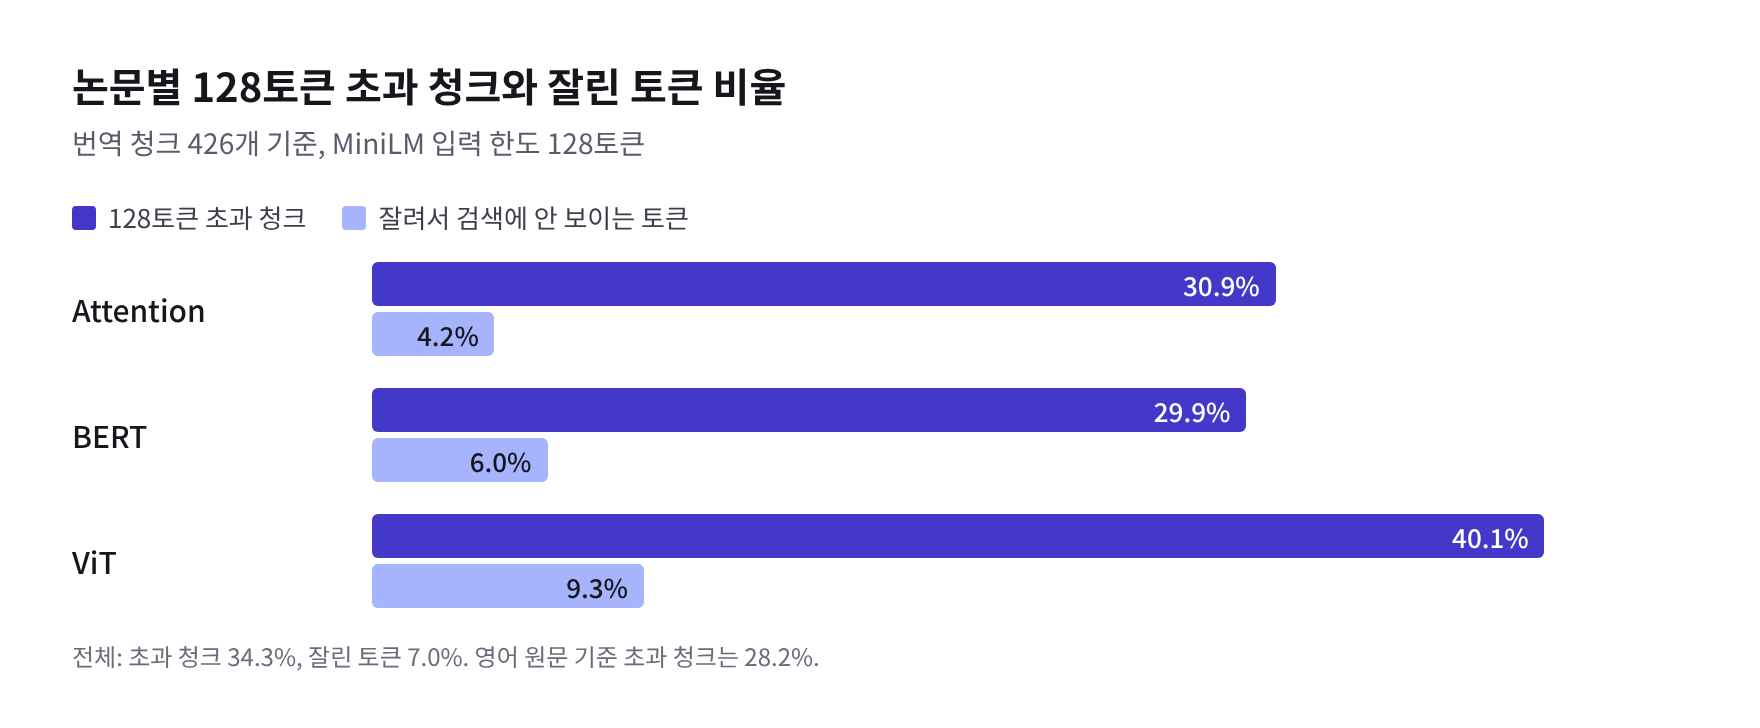 논문별 128토큰 초과 청크와 잘린 토큰 비율
번역 청크 426개 기준, MiniLM 입력 한도 128토큰
128토큰 초과 청크 잘려서 검색에 안 보이는 토큰
Attention
30.9%
4.2%
BERT
29.9%
6.0%
ViT
40.1%
9.3%
전체: 초과 청크 34.3%, 잘린 토큰 7.0%. 영어 원문 기준 초과 청크는 28.2%.